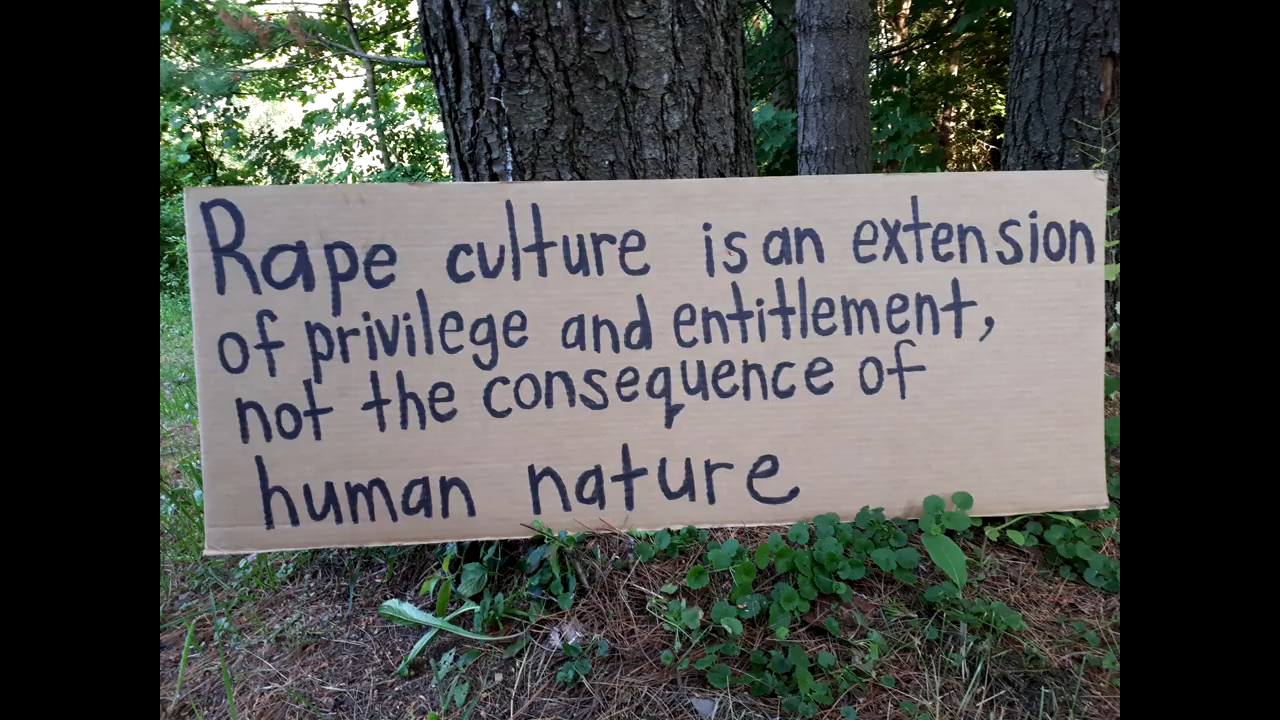 Rape culture is an extension
of privilege and entitlement,
not the consequence of
human nature